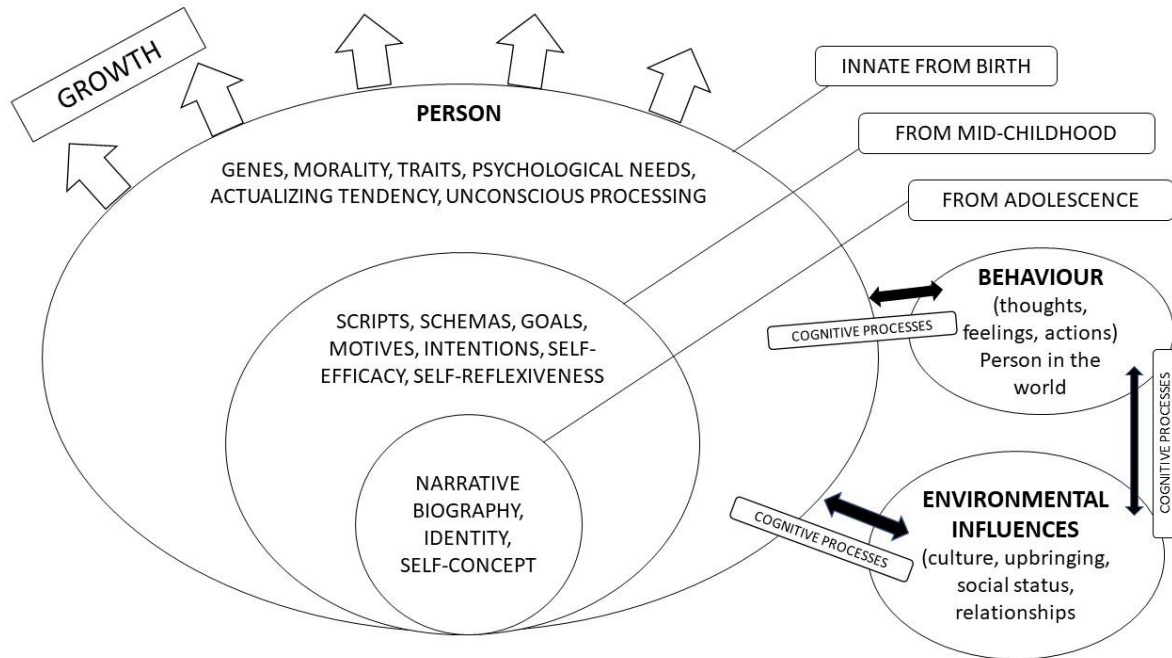 GROWTH
PERSON
GENES, MORALITY, TRAITS, PSYCHOLOGICAL NEEDS,
ACTUALIZING TENDENCY, UNCONSCIOUS PROCESSING
SCRIPTS, SCHEMAS, GOALS,
MOTIVES, INTENTIONS, SELF-
EFFICACY, SELF-REFLEXIVENESS
NARRATIVE
BIOGRAPHY,
IDENTITY,
SELF-CONCEPT
INNATE FROM BIRTH
FROM MID-CHILDHOOD
FROM ADOLESCENCE
COGNITIVE PROCESSES
BEHAVIOUR
(thoughts,
feelings, actions)
Person in the
world
COGNITIVE PROCESSES
COGNITIVE PROCESSES
ENVIRONMENTAL
INFLUENCES
(culture, upbringing,
social status,
relationships